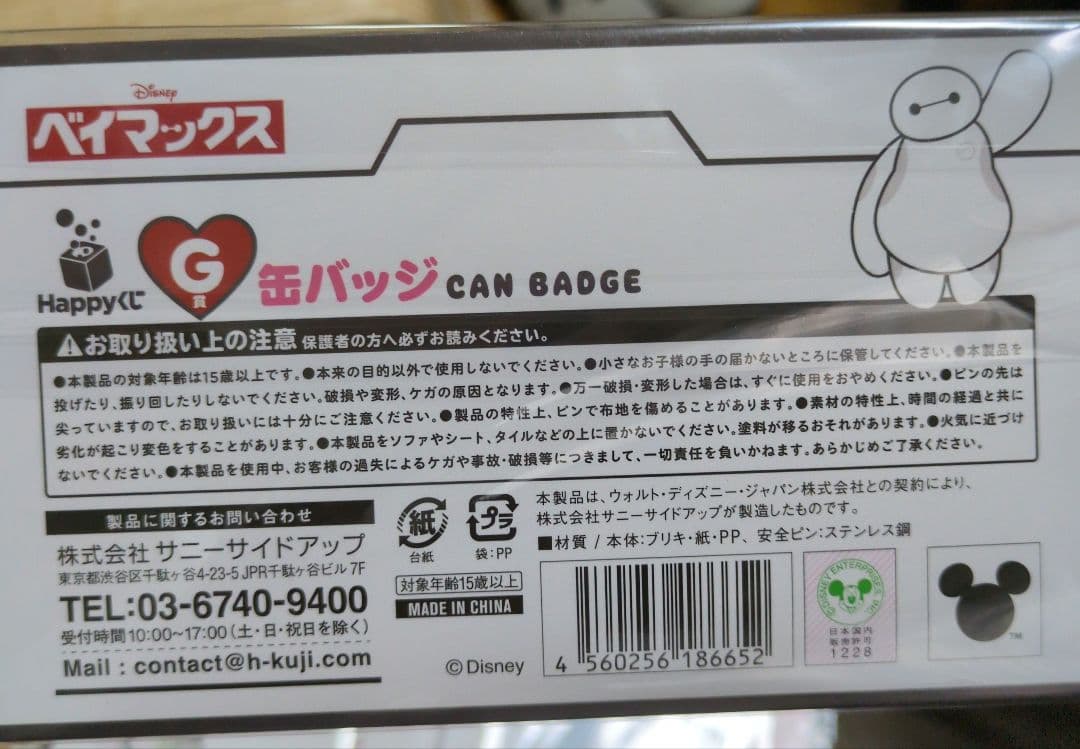 Disney
ベイマックス
Happyくじ
G賞
缶バッジ CAN BADGE
⚠お取り扱い上の注意 保護者の方へ必ずお読みください。
●本製品の対象年齢は15歳以上です。●本来の目的以外で使用しないでください。●小さなお子様の手の届かないところに保管してください。●本製品を
投げたり、振り回したりしないでください。破損や変形、ケガの原因となります。●万一破損・変形した場合は、すぐに使用をおやめください。●ピンの先は
尖っていますので、お取り扱いには十分にご注意ください。●製品の特性上、ピンで布地を傷めることがあります。●素材の特性上、時間の経過と共に
劣化が起こり変色をすることがあります。●本製品をソファやシート、タイルなどの上に置かないでください。塗料が移るおそれがあります。●火気に近づけ
ないでください。●本製品を使用中、お客様の過失によるケガや事故・破損等につきまして、一切責任を負いかねます。あらかじめご了承ください。
製品に関するお問い合わせ
株式会社 サニーサイドアップ
東京都渋谷区千駄ヶ谷4-23-5 JPR千駄ヶ谷ビル 7F
TEL:03-6740-9400
受付時間10:00~17:00(土・日・祝日を除く)
Mail : contact@h-kuji.com
紙
台紙
プラ
袋:PP
対象年齢15歳以上
MADE IN CHINA
©Disney
本製品は、ウォルト・ディズニー・ジャパン株式会社との契約により、
株式会社サニーサイドアップが製造したものです。
■材質 / 本体:ブリキ・紙・PP、安全ピン:ステンレス鋼
4 560256 186652
©DISNEY ENTERPRISES, INC.
日本国内
販売許可
1228
TM